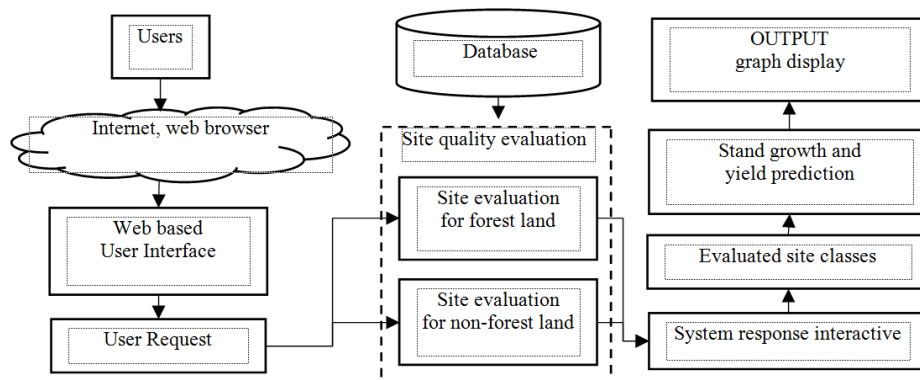 Users
Internet, web browser
Web based
User Interface
User Request
Database
Site quality evaluation
Site evaluation
for forest land
Site evaluation
for non-forest land
OUTPUT
graph display
Stand growth and
yield prediction
Evaluated site classes
System response interactive